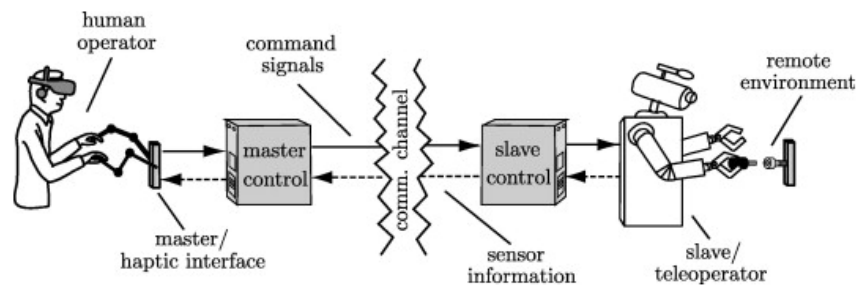 human
operator
command
signals
remote
environment
master
control
comm. channel
slave
control
master/
haptic interface
sensor
information
slave/
teleoperator